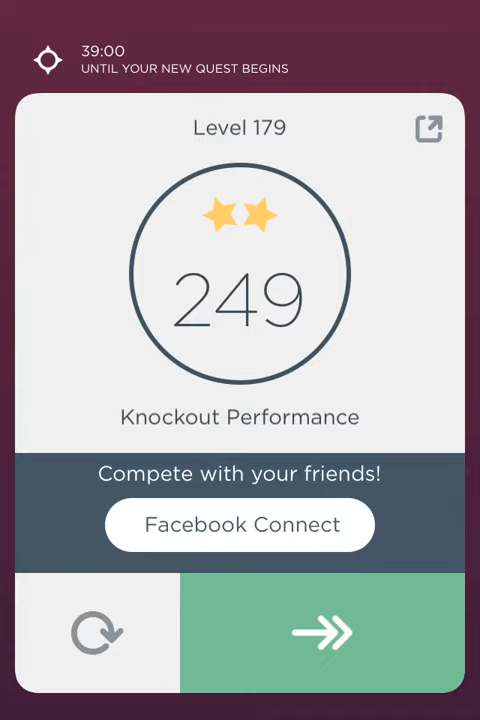 39:00
UNTIL YOUR NEW QUEST BEGINS
Level 179
249
Knockout Performance
Compete with your friends!
Facebook Connect